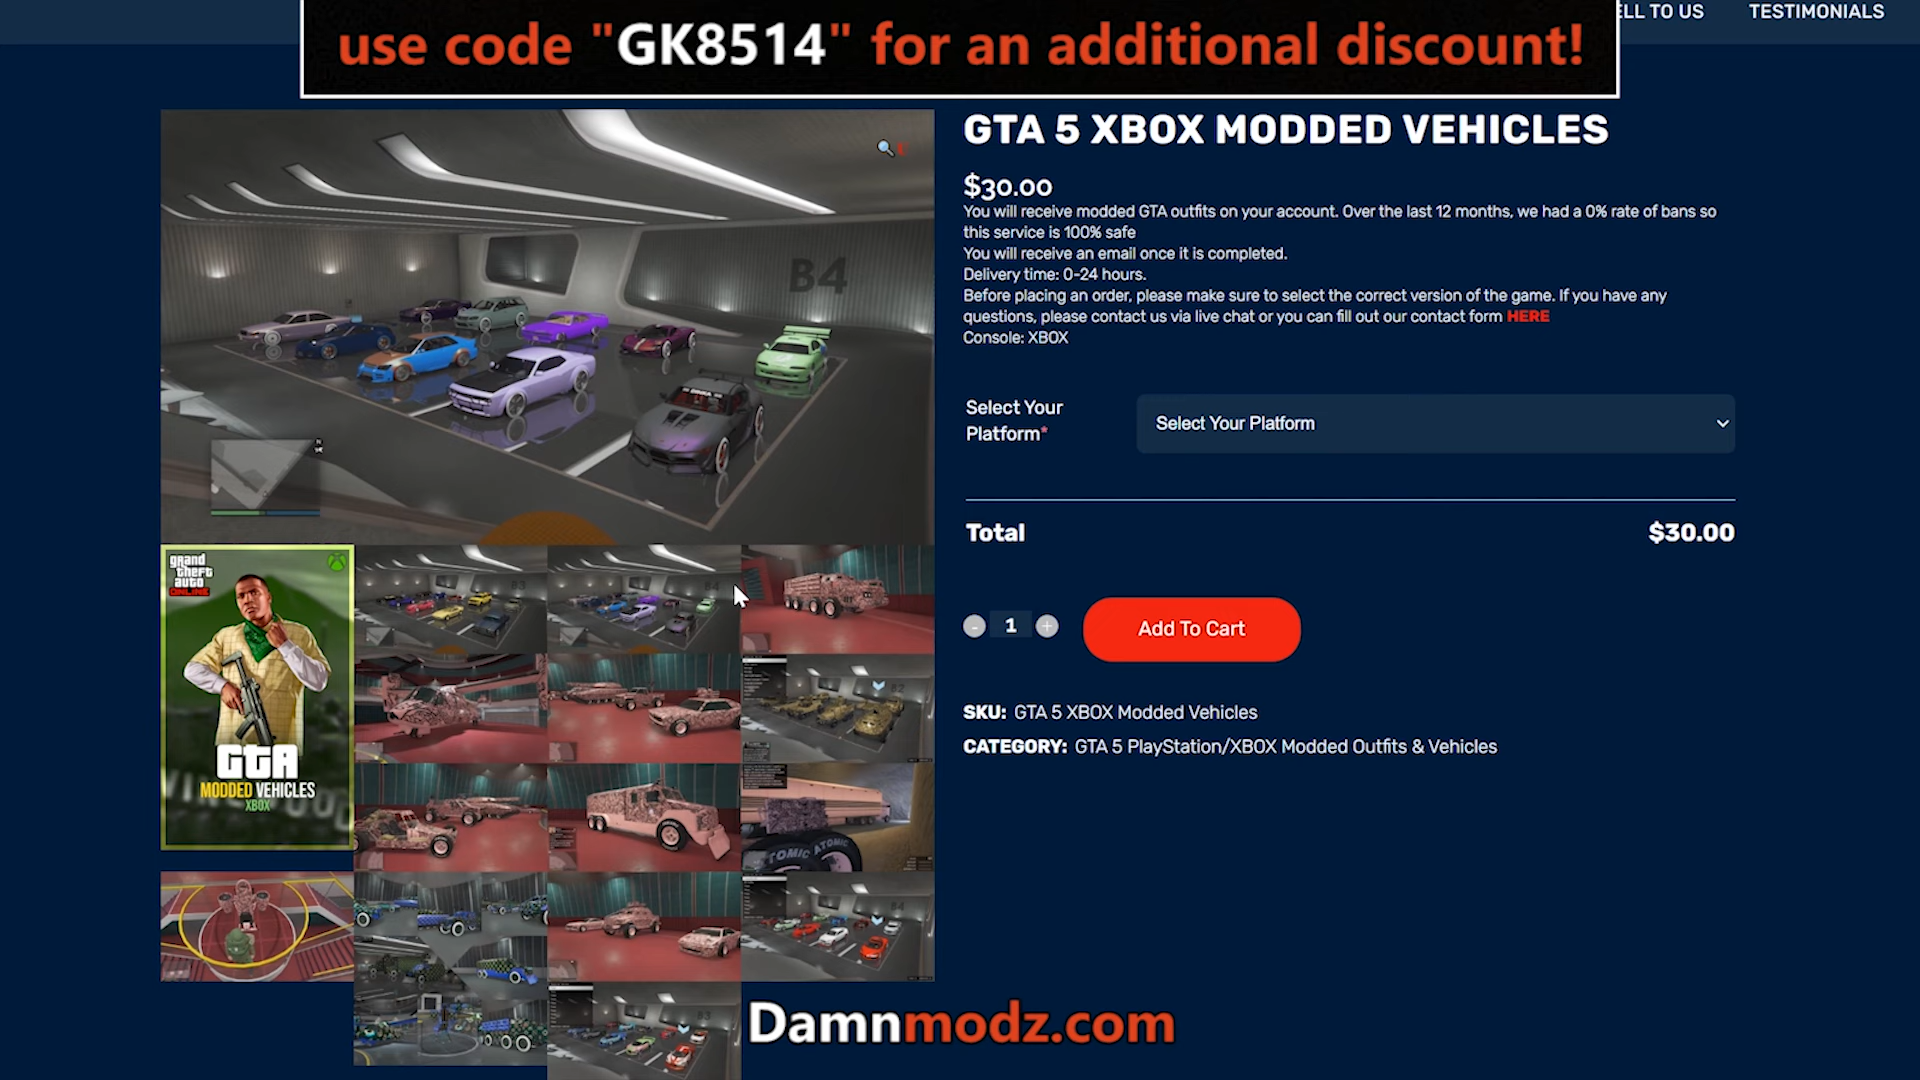 ELL TO US
TESTIMONIALS
use code "GK8514" for an additional discount!
B4
GTA 5 XBOX MODDED VEHICLES
$30.00
You will receive modded GTA outfits on your account. Over the last 12 months, we had a 0% rate of bans so
this service is 100% safe
You will receive an email once it is completed.
Delivery time: 0-24 hours.
Before placing an order, please make sure to select the correct version of the game. If you have any
questions, please contact us via live chat or you can fill out our contact form HERE
Console: XBOX
Select Your
Platform*
Select Your Platform
Total
$30.00
- 1 +
Add To Cart
SKU: GTA 5 XBOX Modded Vehicles
CATEGORY: GTA 5 PlayStation/XBOX Modded Outfits & Vehicles
grand
theft
auto
ONLINE
GTA
MODDED VEHICLES
XBOX
B3
B4
ATOMIC ATOMIC
Damnmodz.com